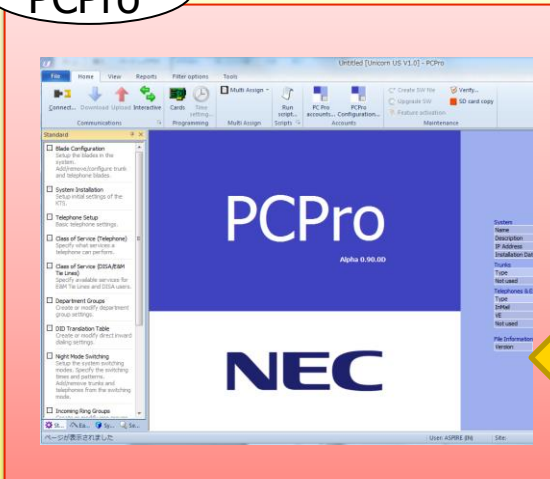 PCPro
Untitled [Unicorn US V1.0] - PCPro
File Home View Reports Filter options Tools
Connect... Download Upload Interactive
Communications
Cards Time setting...
Programming
Multi Assign
Multi Assign
Run script...
Scripts
PC Pro accounts... PCPro Configuration...
Accounts
Create SW file
Upgrade SW
Feature activation
Verify...
SD card copy
Maintenance
Standard
Blade Configuration
Setup the blades in the
system.
Add/remove/configure trunk
and telephone blades.
System Installation
Setup initial settings of the
KTS.
Telephone Setup
Basic telephone settings.
Class of Service (Telephone)
Specify what services a
telephone can perform.
Class of Service (DISA/E&M
Tie Lines)
Specify available services for
E&M Tie Lines and DISA users.
Department Groups
Create or modify department
group settings.
DID Translation Table
Create or modify direct inward
dialing settings.
Night Mode Switching
Setup the system switching
modes. Specify the switching
times and patterns.
Add/remove trunks and
telephones from the switching
mode.
Incoming Ring Groups
St... Ea... Sy... Se...
PCPro
Alpha 0.90.00
NEC
System
Name
Description
IP Address
Installation Dat
Trunks
Type
Not used
Telephones &
Type
InMail
VE
Not used
File Information
Version
ページが表示されました
User: ASPIRE (IN)
Site: